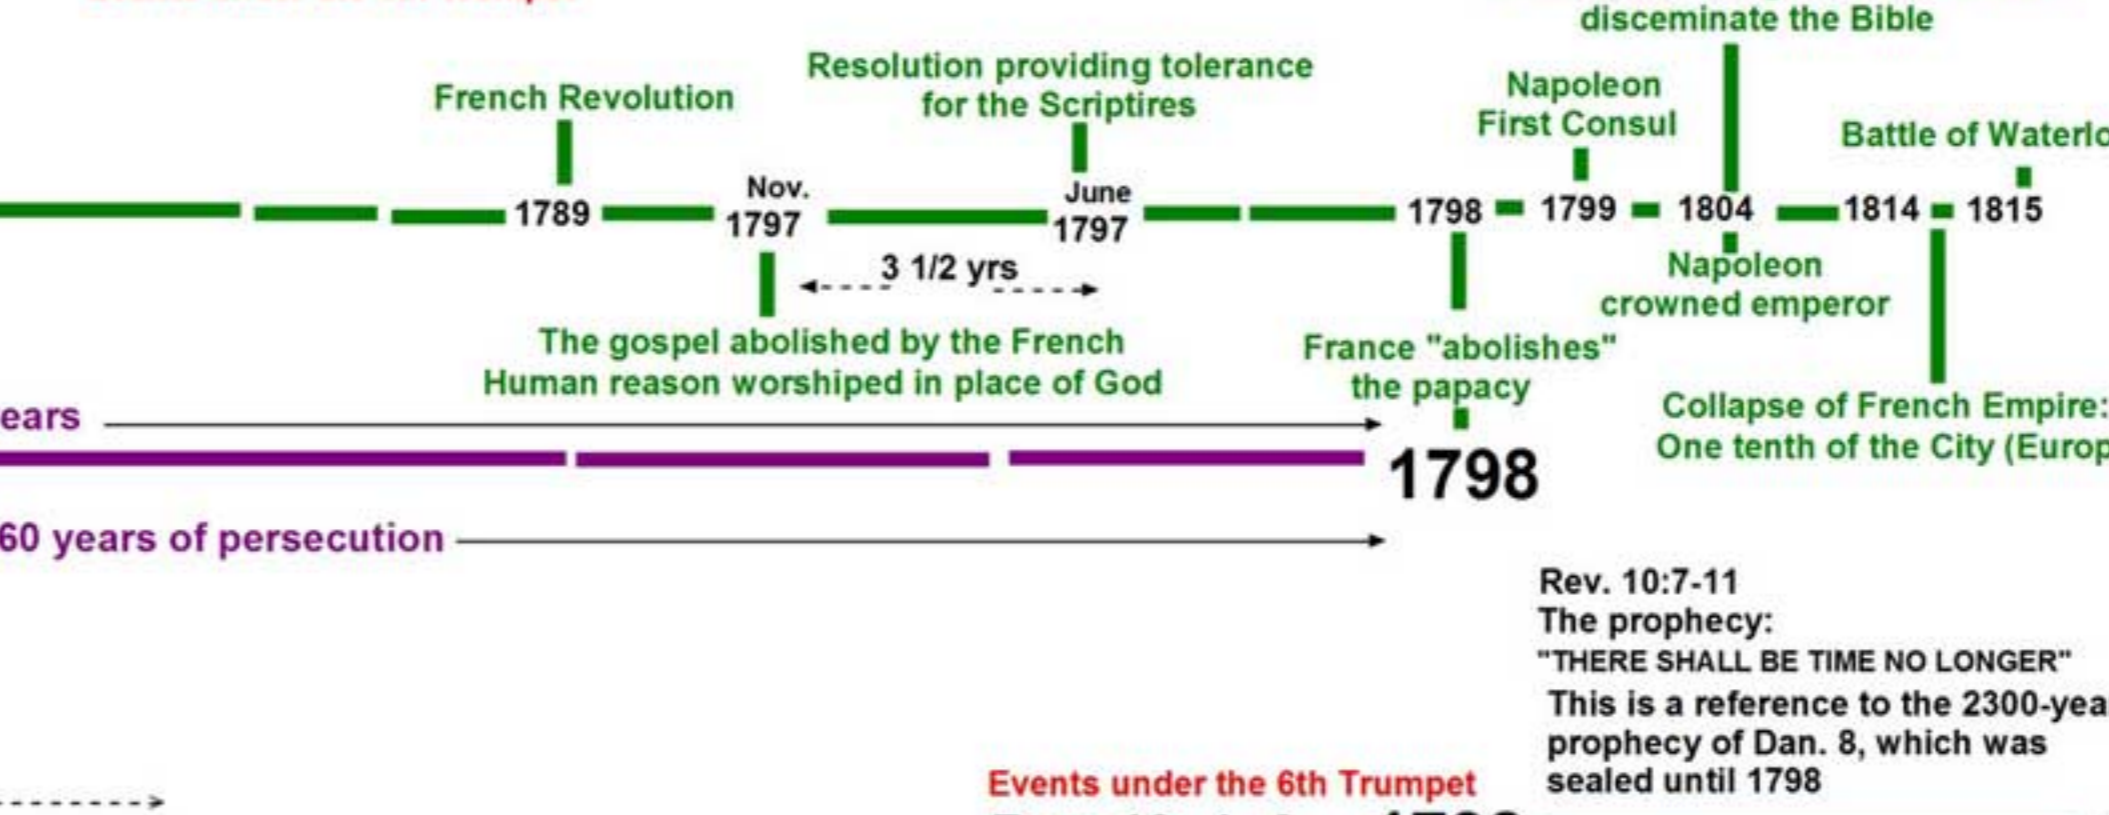 disceminate the Bible
Resolution providing tolerance
for the Scriptires
French Revolution
Napoleon
First Consul
Battle of Waterlo
Nov.
1797
June
1797
1789
1798
1799
1804
1814
1815
3 1/2 yrs
Napoleon
crowned emperor
The gospel abolished by the French
Human reason worshiped in place of God
France "abolishes"
the papacy
Collapse of French Empire:
One tenth of the City (Europ
ears
1798
60 years of persecution
Rev. 10:7-11
The prophecy:
"THERE SHALL BE TIME NO LONGER"
This is a reference to the 2300-yea
prophecy of Dan. 8, which was
sealed until 1798
Events under the 6th Trumpet